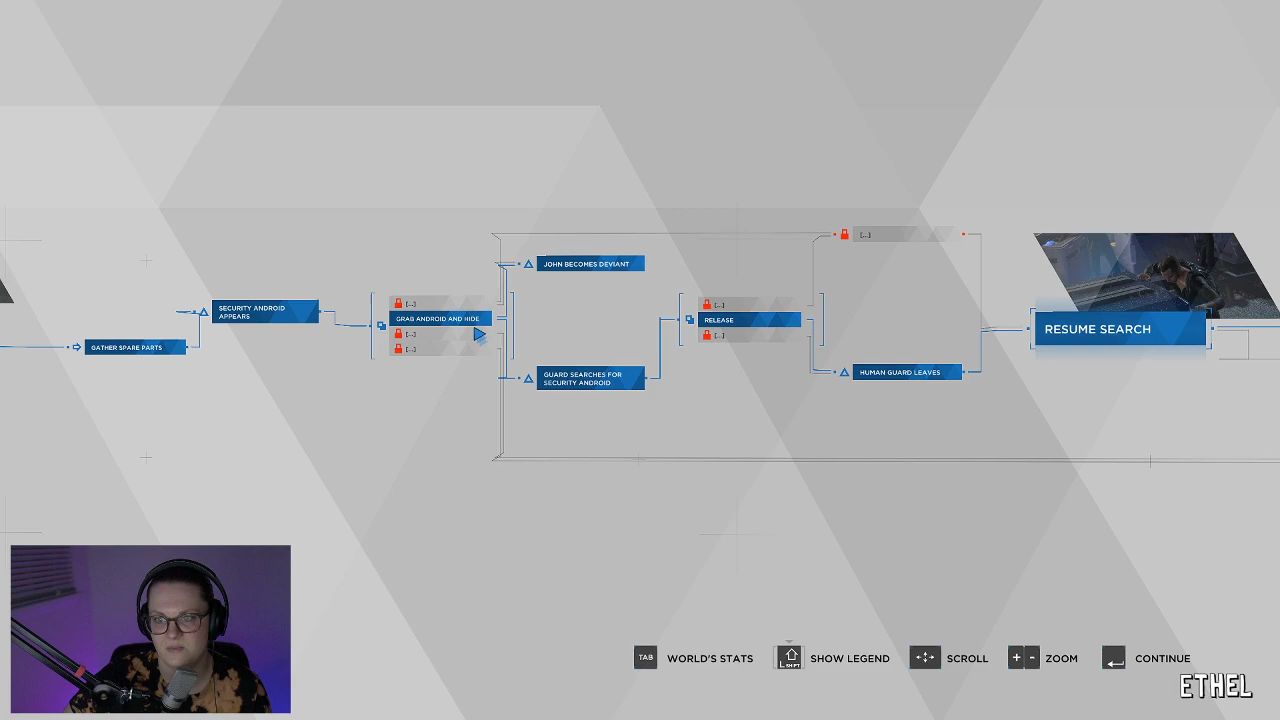 [...]
JOHN BECOMES DEVIANT
SECURITY ANDROID
APPEARS
[...]
GRAB ANDROID AND HIDE
[...]
[...]
[...]
RELEASE
[...]
RESUME SEARCH
GATHER SPARE PARTS
GUARD SEARCHES FOR
SECURITY ANDROID
HUMAN GUARD LEAVES
TAB WORLD'S STATS
L SHIFT SHOW LEGEND
SCROLL
+ - ZOOM
CONTINUE
ETHEL